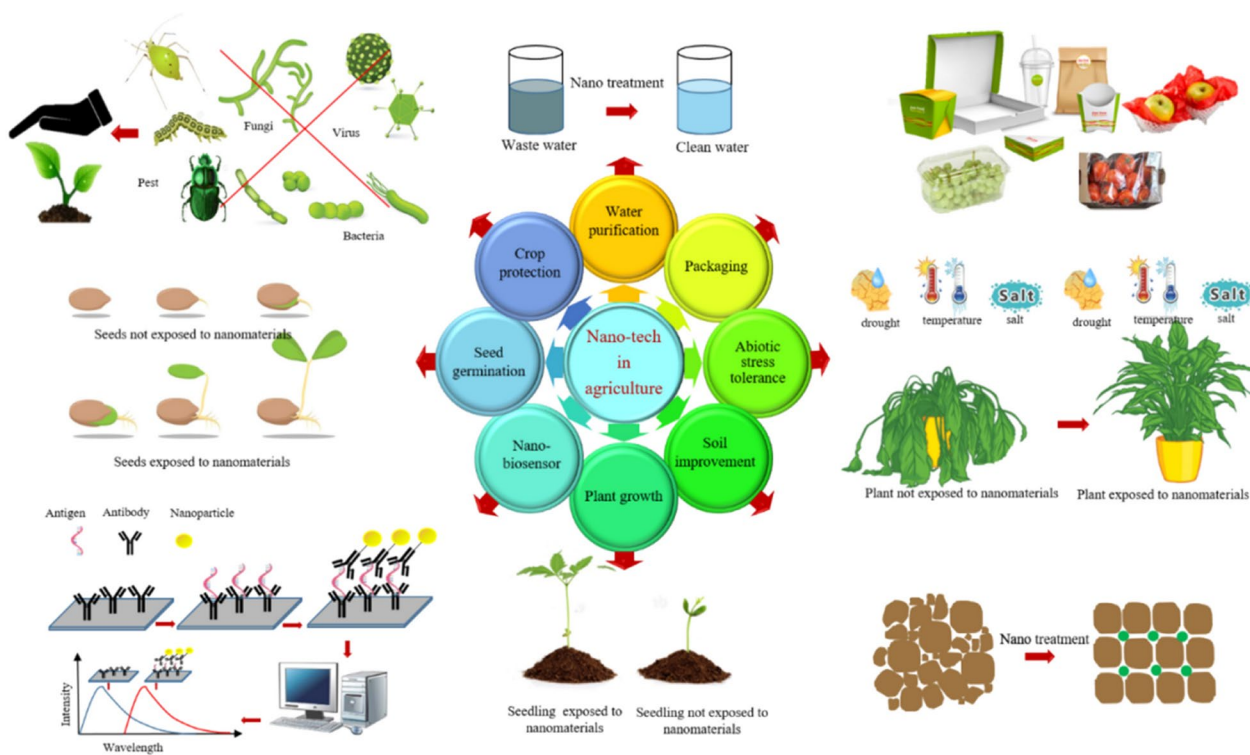 Fungi
Virus
Pest
Bacteria
Nano treatment
Waste water
Clean water
Water
purification
Crop
protection
Packaging
Seed
germination
Nano-tech
in
agriculture
Abiotic
stress
tolerance
Nano-
biosensor
Soil
improvement
Plant growth
Seeds not exposed to nanomaterials
Seeds exposed to nanomaterials
drought
temperature
Salt
salt
drought
temperature
Salt
salt
Plant not exposed to nanomaterials
Plant exposed to nanomaterials
Antigen
Antibody
Nanoparticle
Intensity
Wavelength
Seedling exposed to
nanomaterials
Seedling not exposed to
nanomaterials
Nano treatment